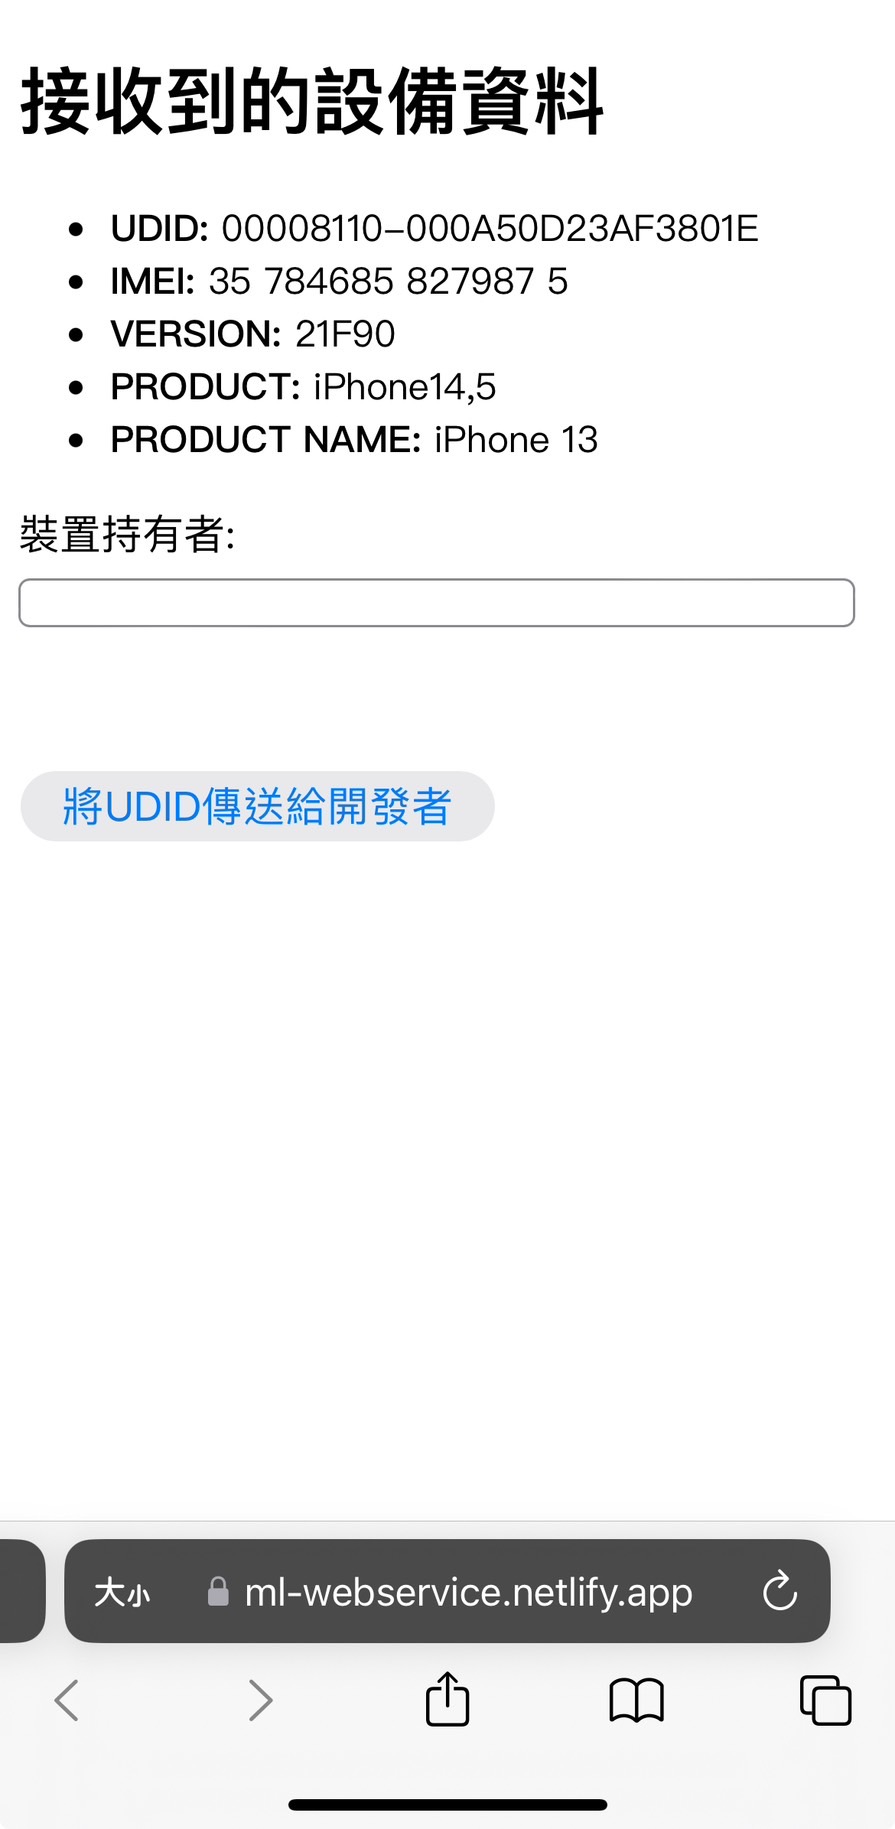 接收到的設備資料
• UDID: 00008110-000A50D23AF3801E
• IMEI: 35 784685 827987 5
• VERSION: 21F90
• PRODUCT: iPhone14,5
• PRODUCT NAME: iPhone 13
裝置持有者:
將UDID傳送給開發者
大小 ml-webservice.netlify.app